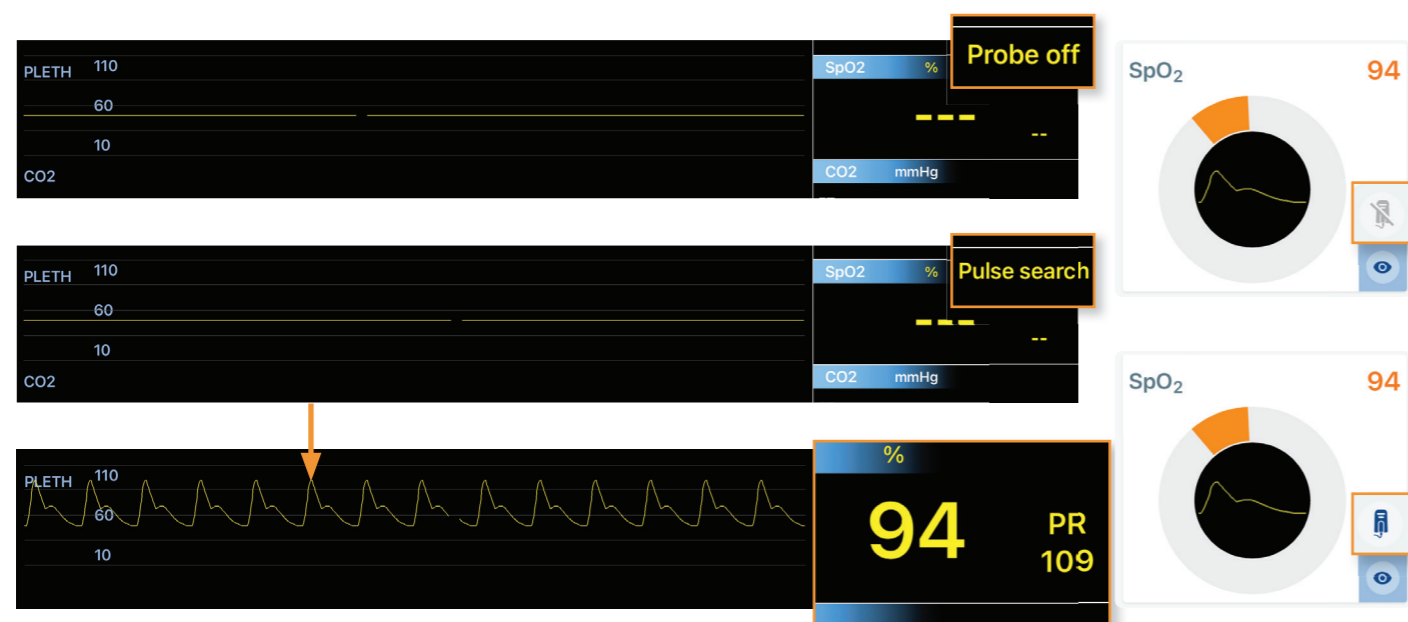 Probe off
PLETH 110
60
10
CO2
SpO2 %
---
--
CO2 mmHg
--
SpO₂ 94
Pulse search
PLETH 110
60
10
CO2
SpO2 %
---
--
CO2 mmHg
SpO₂ 94
PLETH 110
60
10
%
94
PR
109